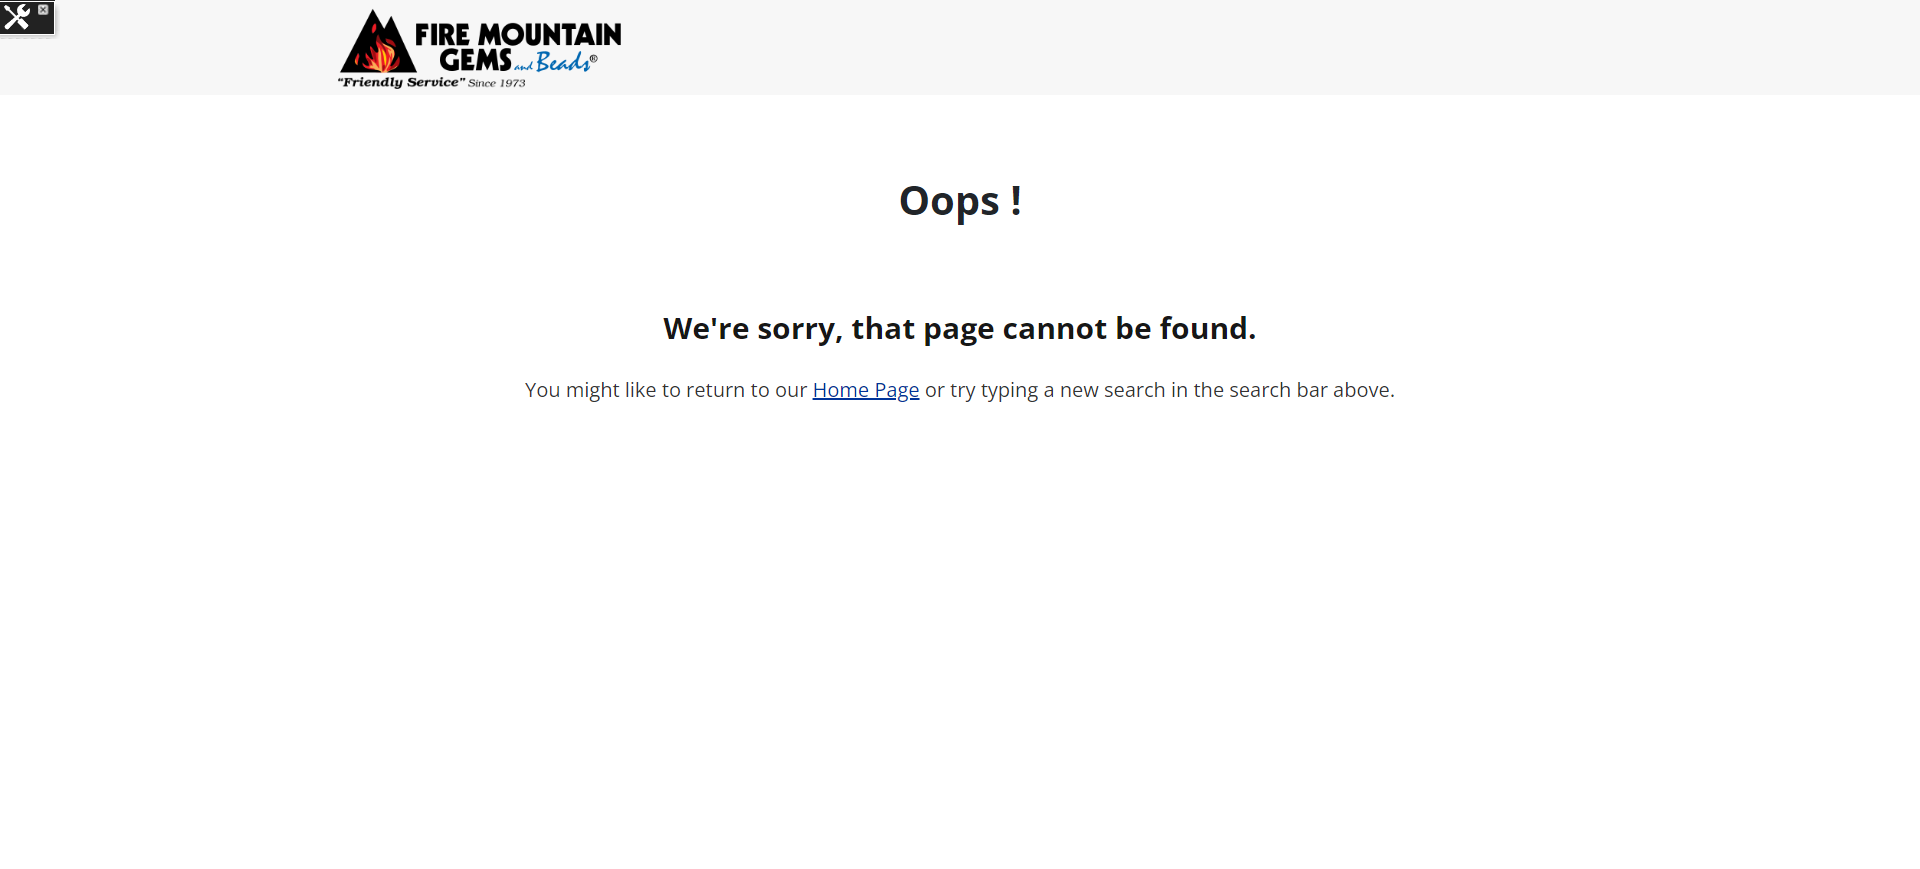 FIRE MOUNTAIN
GEMS and Beads®
"Friendly Service" Since 1973
Oops !
We're sorry, that page cannot be found.
You might like to return to our Home Page or try typing a new search in the search bar above.